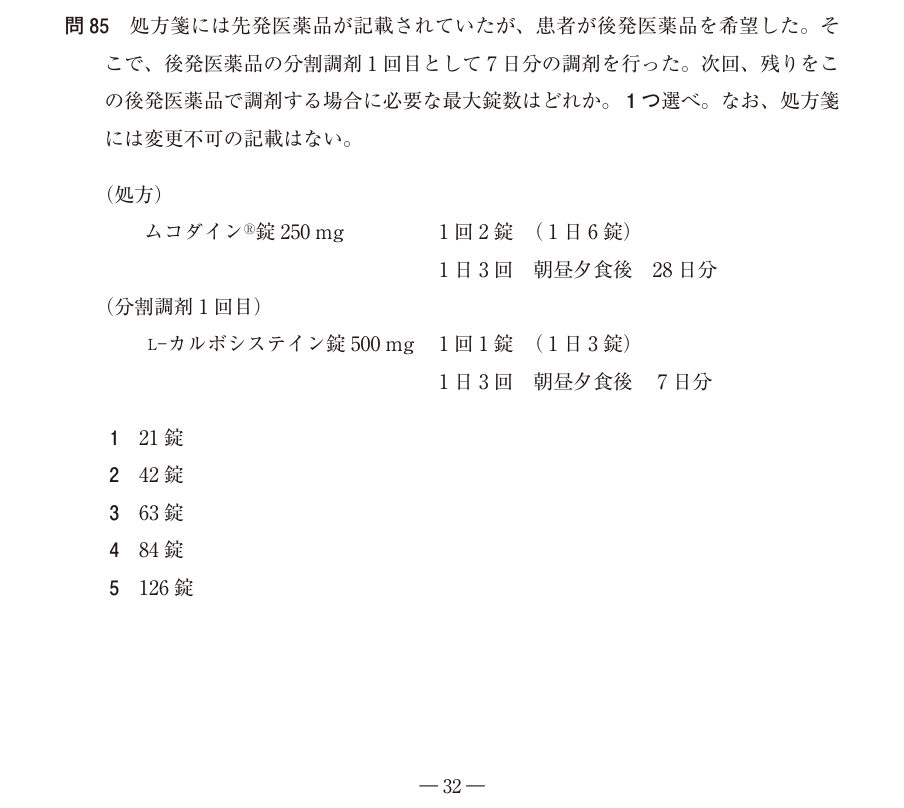 問 85 処方箋には先発医薬品が記載されていたが、患者が後発医薬品を希望した。そ
こで、後発医薬品の分割調剤1回目として7日分の調剤を行った。次回、残りをこ
の後発医薬品で調剤する場合に必要な最大錠数はどれか。1つ選べ。なお、処方箋
には変更不可の記載はない。
(処方)
ムコダイン®錠 250 mg 1回2錠 (1日6錠)
1日3回 朝昼夕食後 28日分
(分割調剤1回目)
L-カルボシステイン錠 500 mg 1回1錠 (1日3錠)
1日3回 朝昼夕食後 7日分
1 21錠
2 42錠
3 63錠
4 84錠
5 126錠
— 32 —